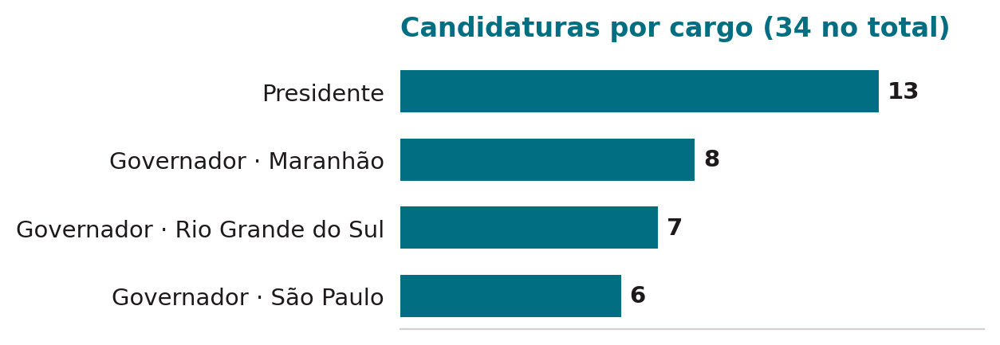 Candidaturas por cargo (34 no total)
Presidente 13
Governador · Maranhão 8
Governador · Rio Grande do Sul 7
Governador · São Paulo 6